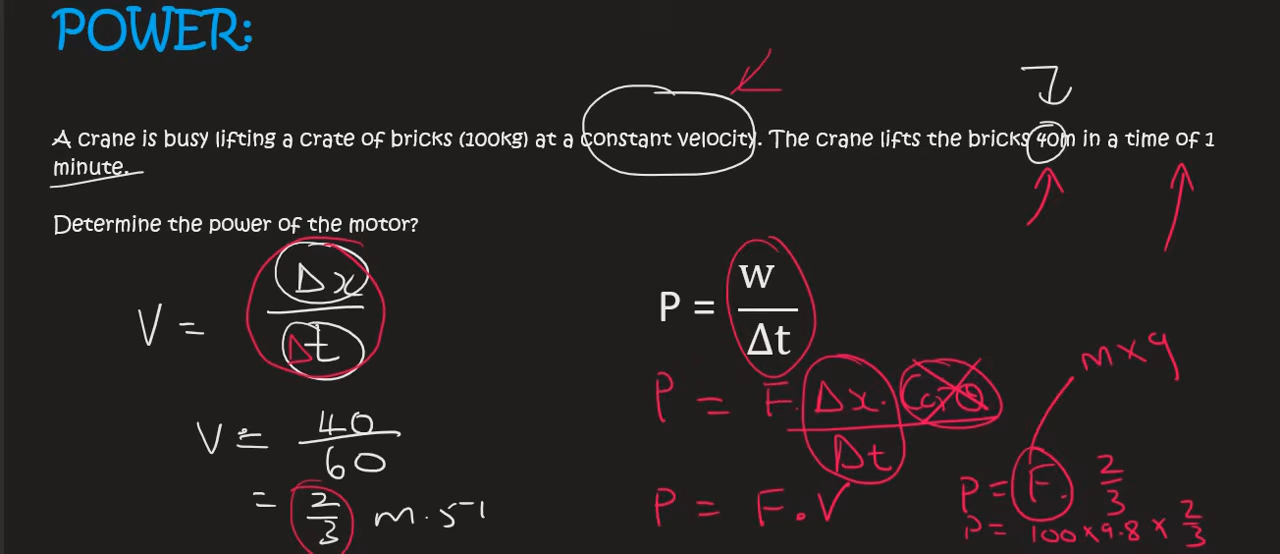 POWER:
A crane is busy lifting a crate of bricks (100kg) at a constant velocity. The crane lifts the bricks 40m in a time of 1
minute.
Determine the power of the motor?
V = Δx / Δt
P = w / Δt
m × g
P = F. Δx. Cos θ / Δt
V = 40 / 60
P = F. 2/3
= 2/3 m.s⁻¹
P = F.V
P = 100 × 9.8 × 2/3